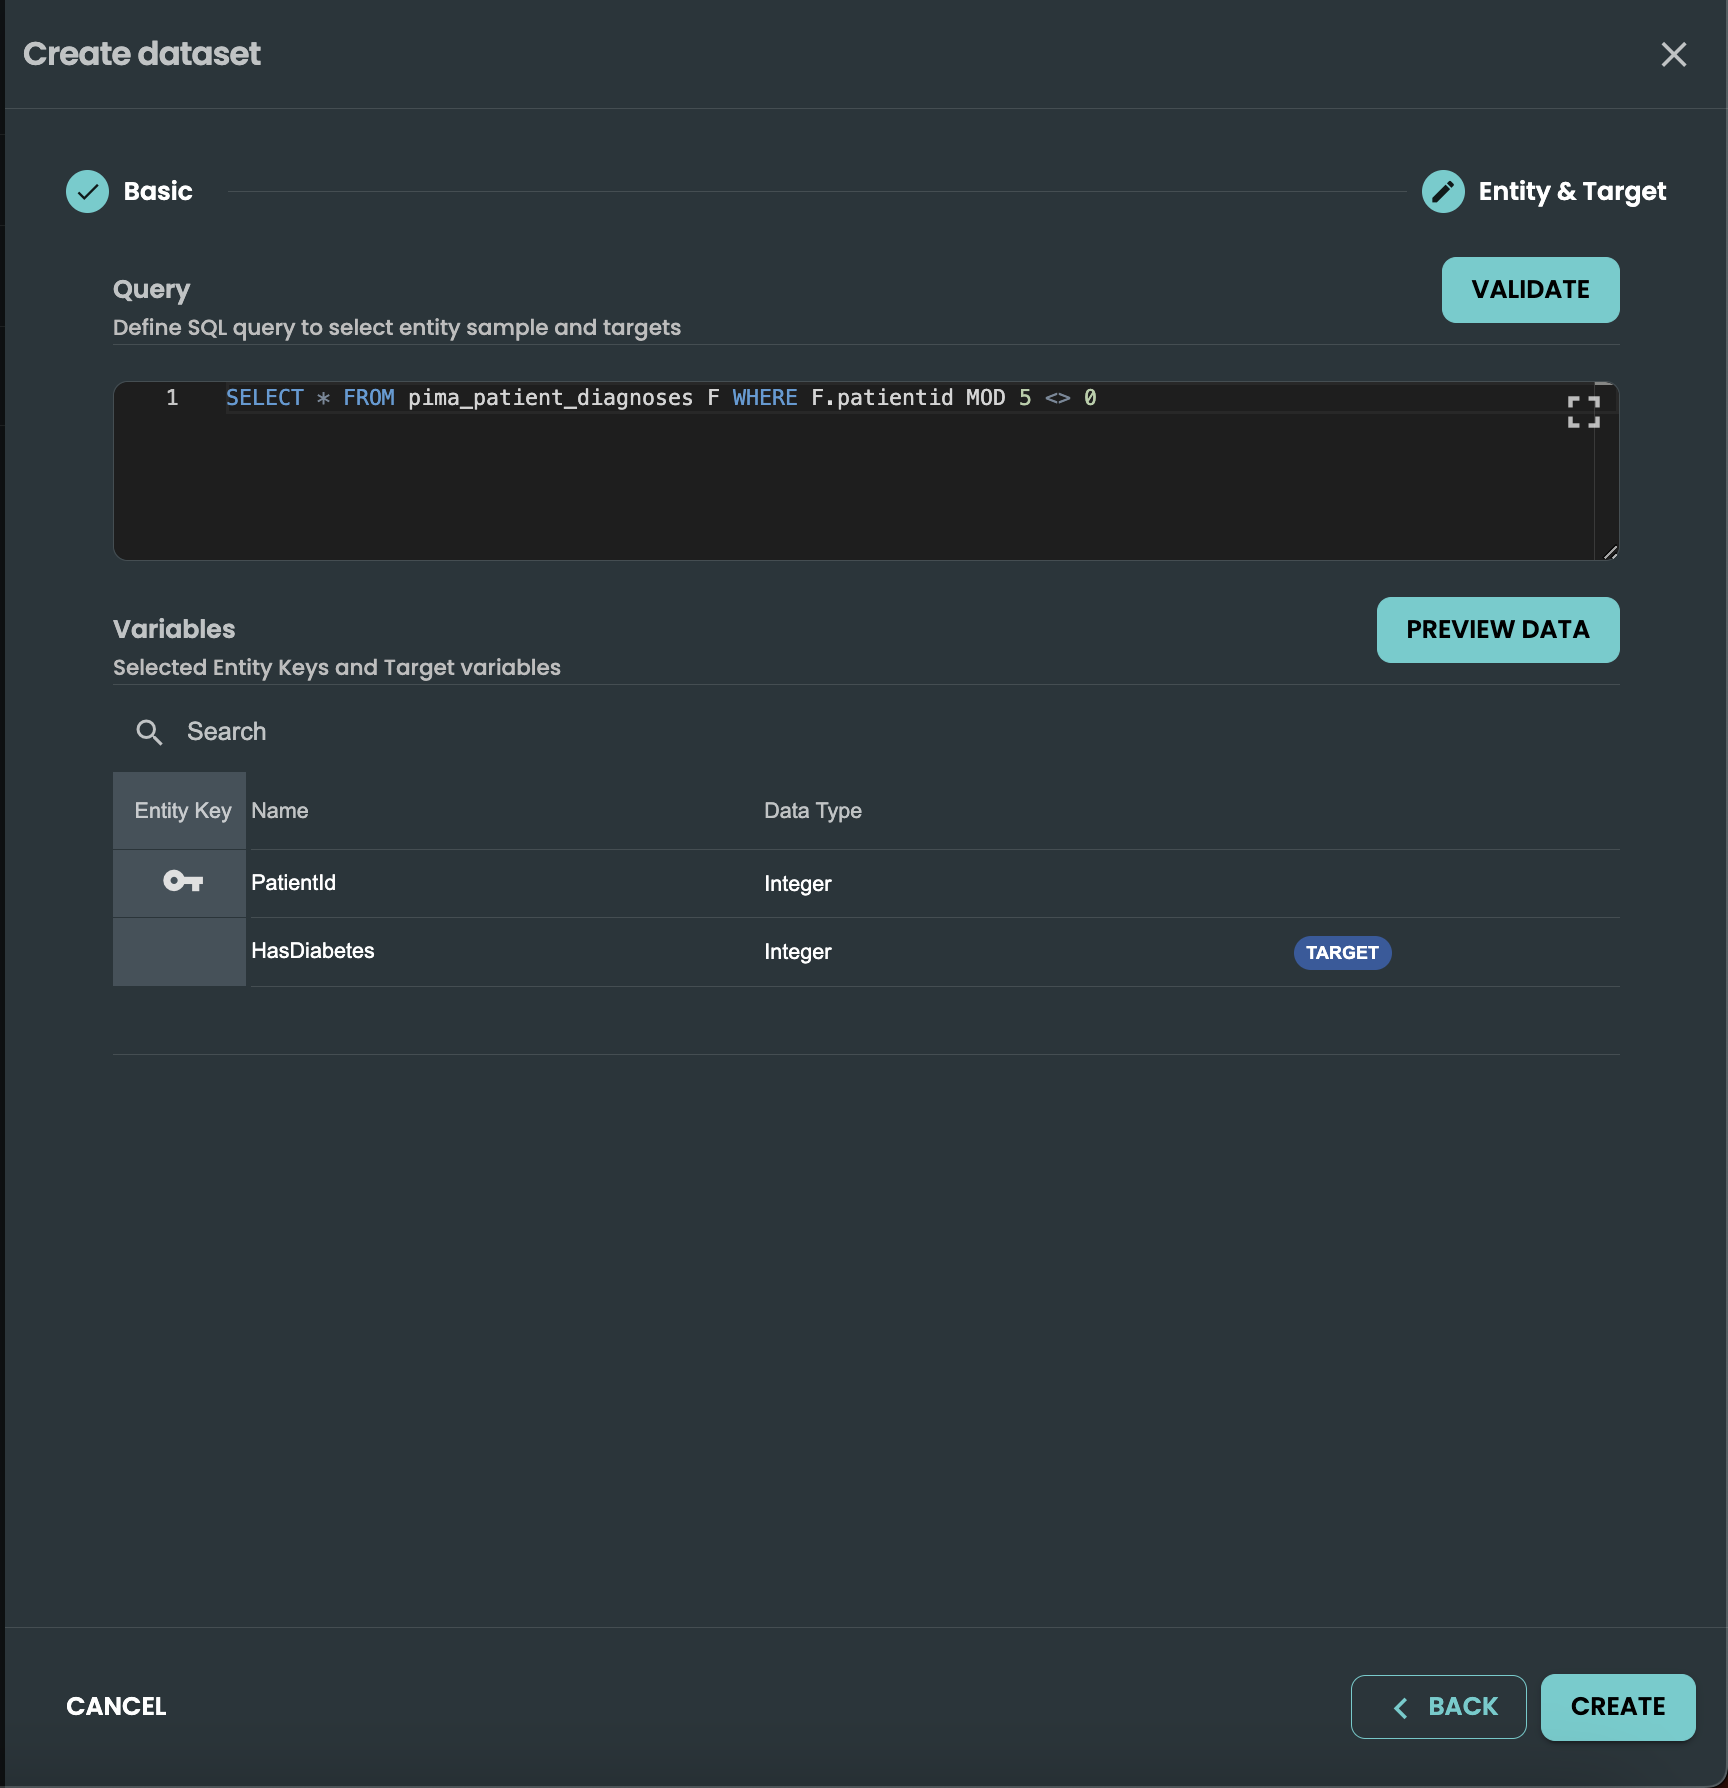 Create dataset
Basic
Entity & Target
Query
VALIDATE
Define SQL query to select entity sample and targets
1 SELECT * FROM pima_patient_diagnoses F WHERE F.patientid MOD 5 <> 0
Variables
PREVIEW DATA
Selected Entity Keys and Target variables
Search
Entity Key Name Data Type
PatientId Integer
HasDiabetes Integer TARGET
CANCEL BACK CREATE